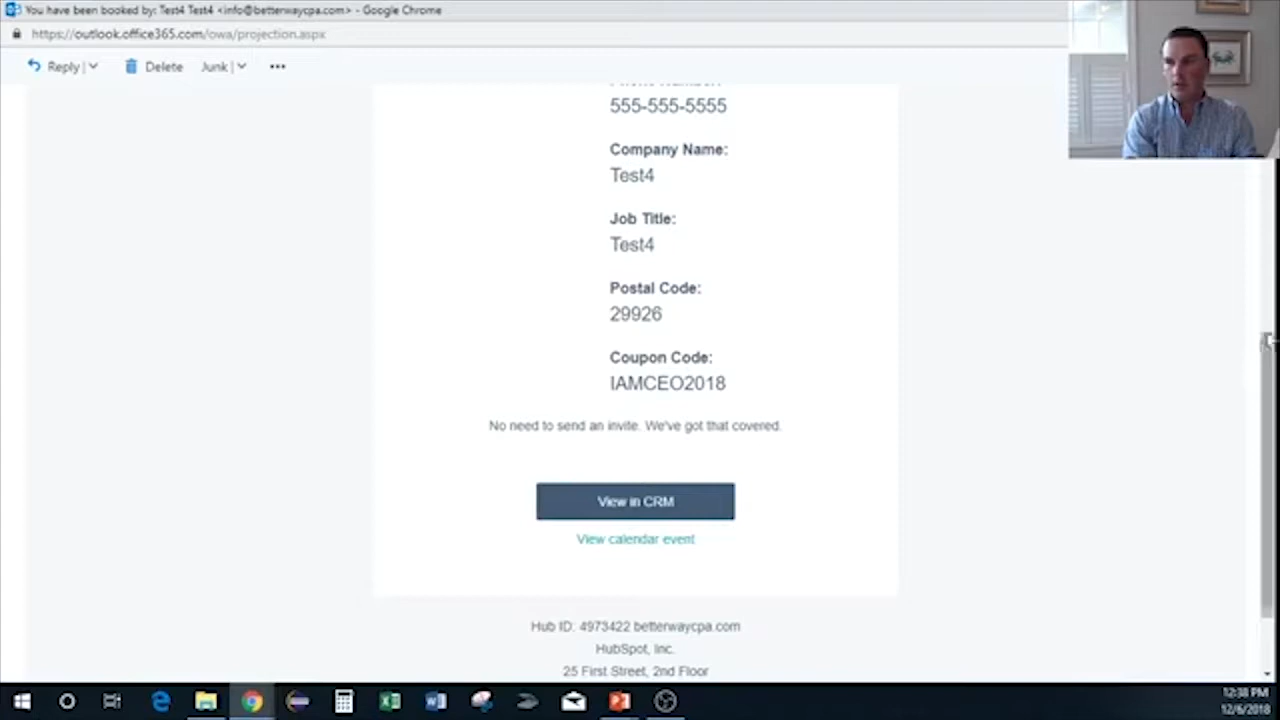 You have been booked by: Test4 Test4 <info@betterwaycpa.com> - Google Chrome
https://outlook.office365.com/owa/projection.aspx
Reply
Delete
Junk
555-555-5555
Company Name:
Test4
Job Title:
Test4
Postal Code:
29926
Coupon Code:
IAMCEO2018
No need to send an invite. We've got that covered.
View in CRM
View calendar event
Hub ID: 4973422 betterwaycpa.com
HubSpot, Inc.
25 First Street, 2nd Floor
12:38 PM
12/6/2018